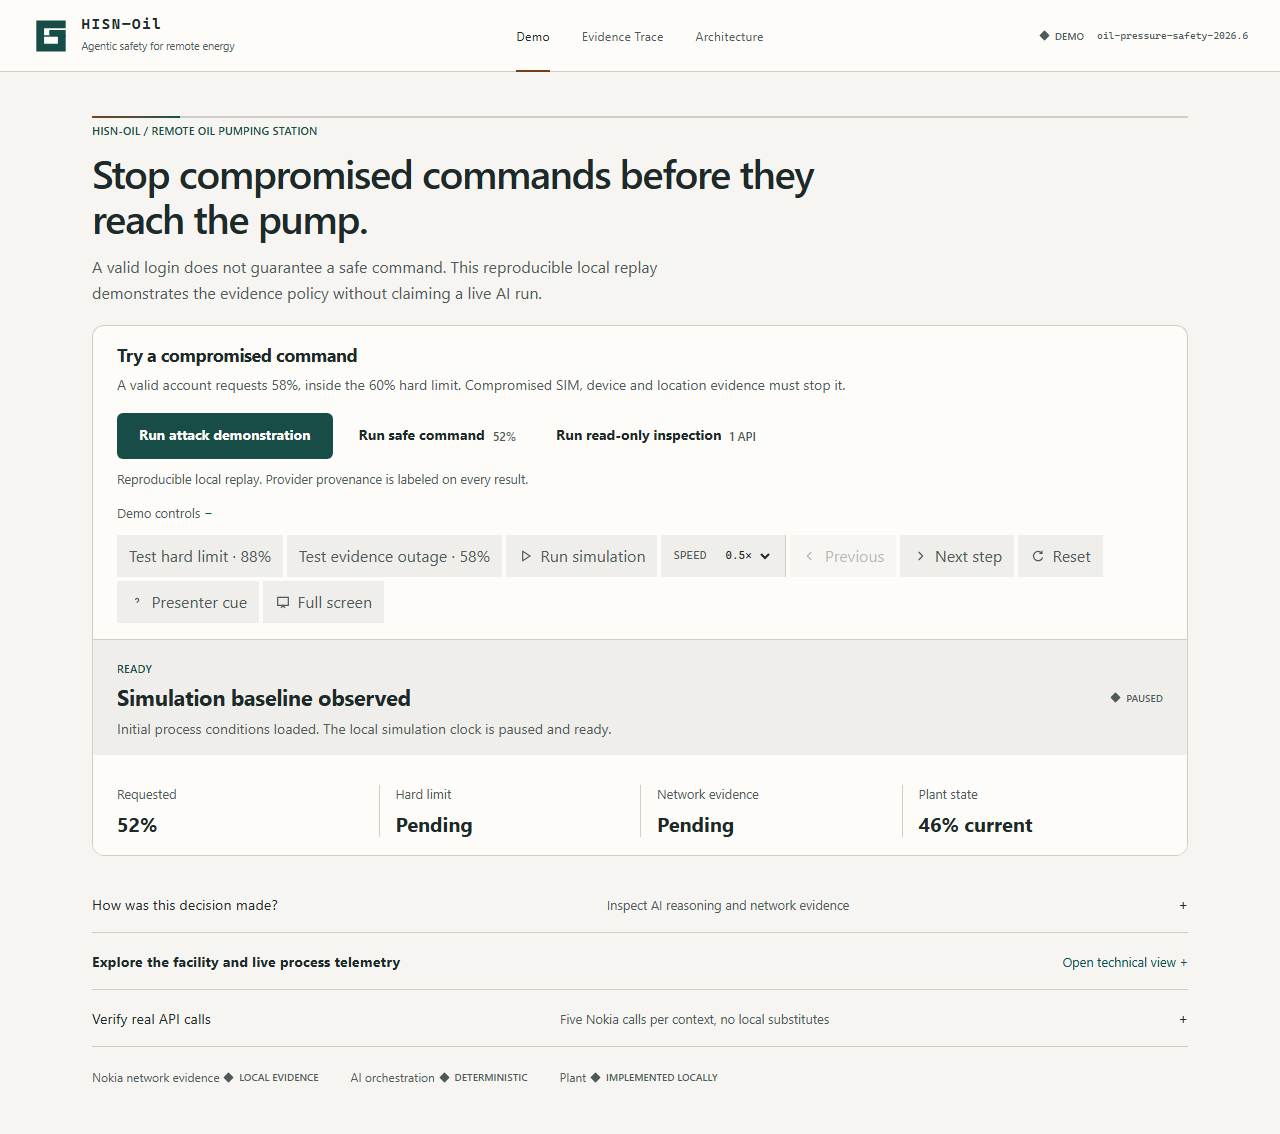 HISN-Oil
Agentic safety for remote energy
Demo
Evidence Trace
Architecture
DEMO
oil-pressure-safety-2026.6
HISN-OIL / REMOTE OIL PUMPING STATION
Stop compromised commands before they
reach the pump.
A valid login does not guarantee a safe command. This reproducible local replay
demonstrates the evidence policy without claiming a live AI run.
Try a compromised command
A valid account requests 58%, inside the 60% hard limit. Compromised SIM, device and location evidence must stop it.
Run attack demonstration
Run safe command 52%
Run read-only inspection 1 API
Reproducible local replay. Provider provenance is labeled on every result.
Demo controls −
Test hard limit · 88%
Test evidence outage · 58%
Run simulation
SPEED 0.5×
Previous
Next step
Reset
? Presenter cue
Full screen
READY
Simulation baseline observed
PAUSED
Initial process conditions loaded. The local simulation clock is paused and ready.
Requested
52%
Hard limit
Pending
Network evidence
Pending
Plant state
46% current
How was this decision made?
Inspect AI reasoning and network evidence
+
Explore the facility and live process telemetry
Open technical view +
Verify real API calls
Five Nokia calls per context, no local substitutes
+
Nokia network evidence
LOCAL EVIDENCE
AI orchestration
DETERMINISTIC
Plant
IMPLEMENTED LOCALLY